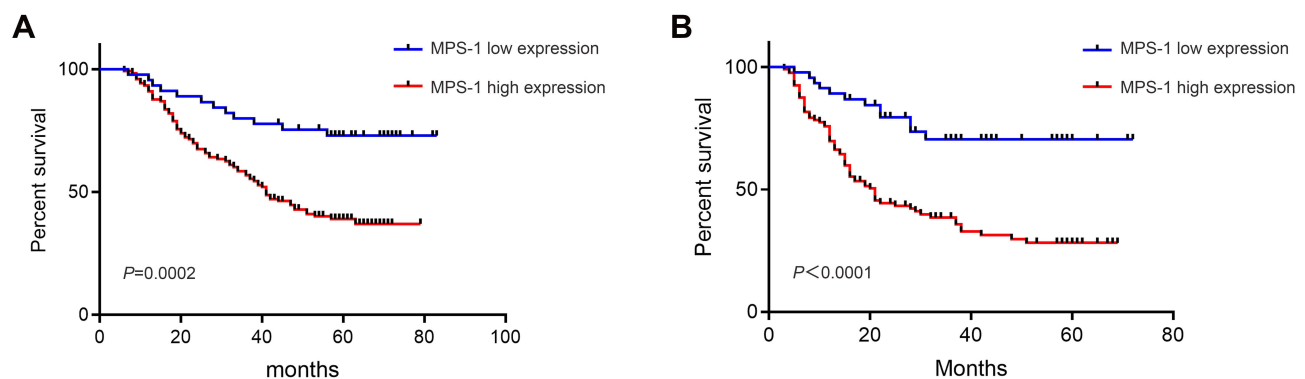 A
MPS-1 low expression
MPS-1 high expression
100
50
0
Percent survival
P=0.0002
0 20 40 60 80 100
months
B
MPS-1 low expression
MPS-1 high expression
100
50
0
Percent survival
P<0.0001
0 20 40 60 80
Months